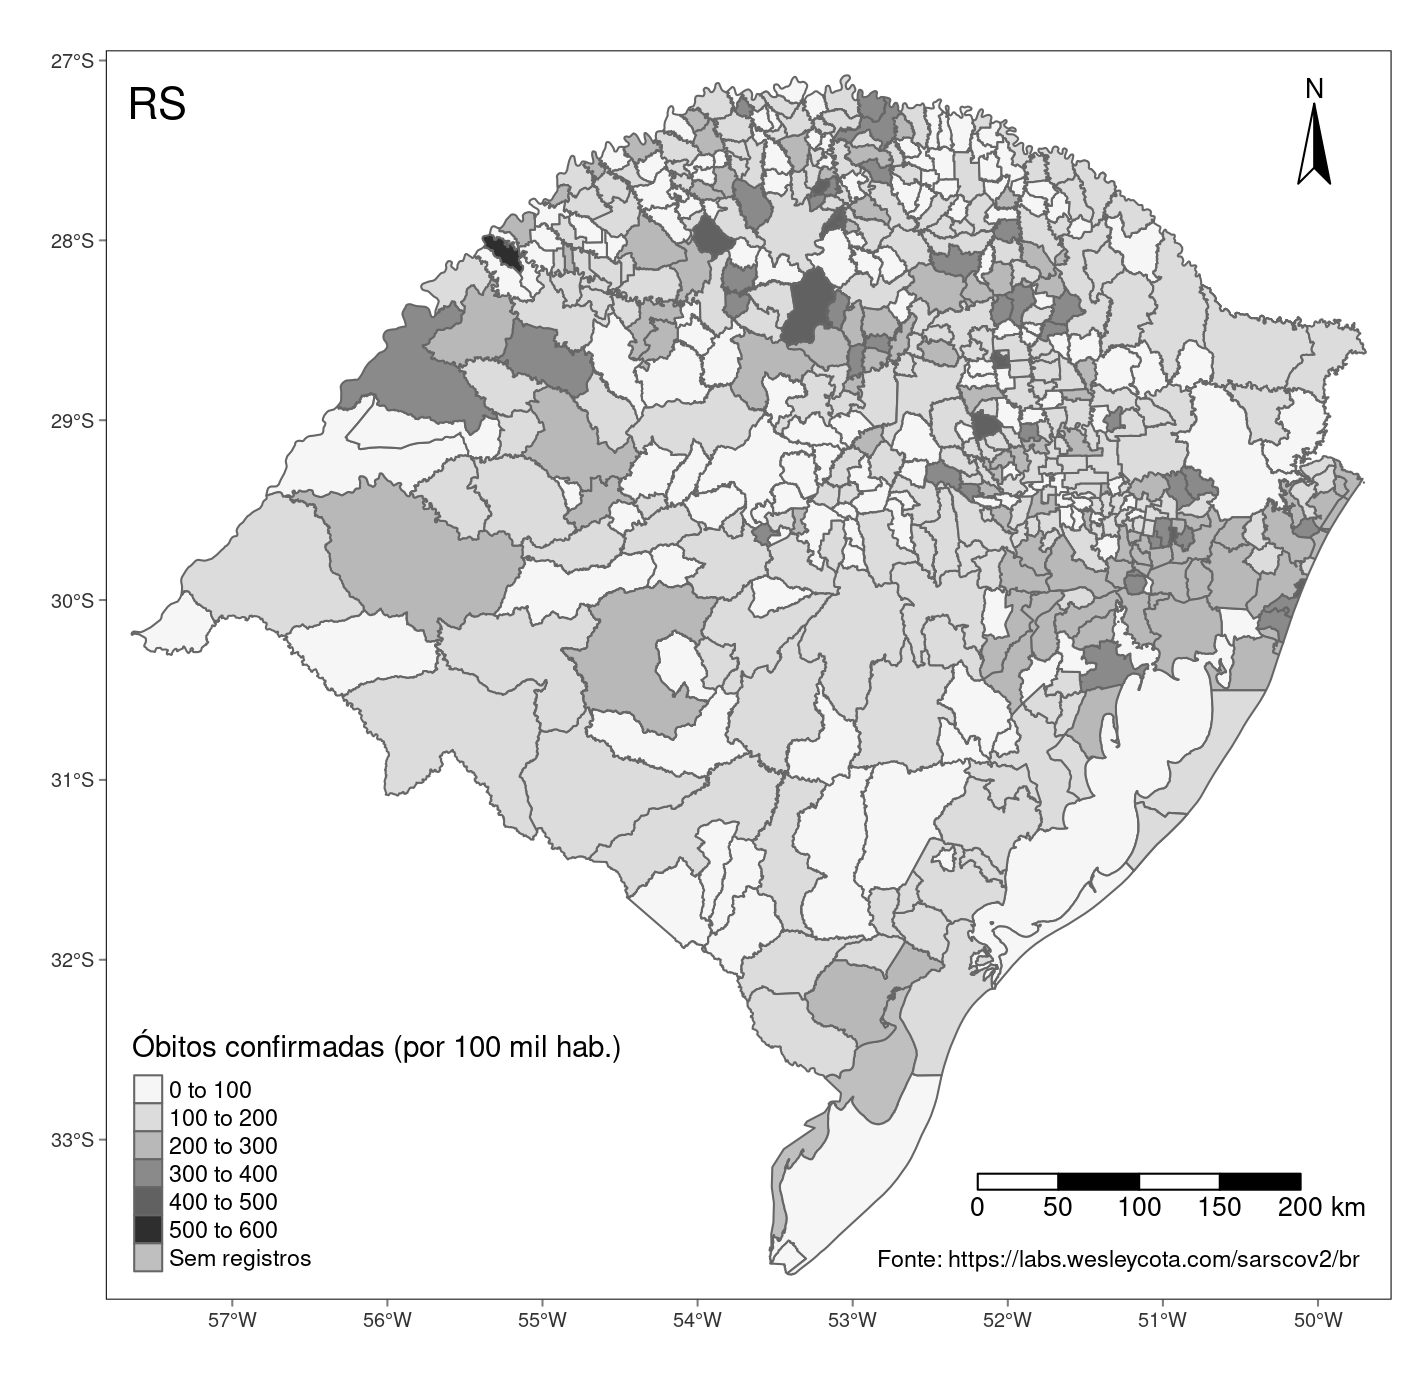 RS
N
27°S
28°S
29°S
30°S
31°S
32°S
33°S
Óbitos confirmadas (por 100 mil hab.)
0 to 100
100 to 200
200 to 300
300 to 400
400 to 500
500 to 600
Sem registros
0 50 100 150 200 km
Fonte: https://labs.wesleycota.com/sarscov2/br
57°W 56°W 55°W 54°W 53°W 52°W 51°W 50°W